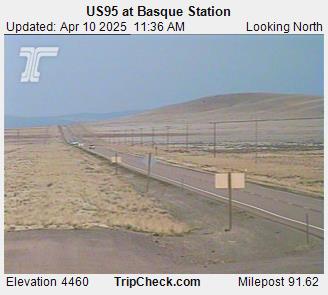 US95 at Basque Station
Updated: Apr 10 2025 11:36 AM Looking North
Elevation 4460 TripCheck.com Milepost 91.62